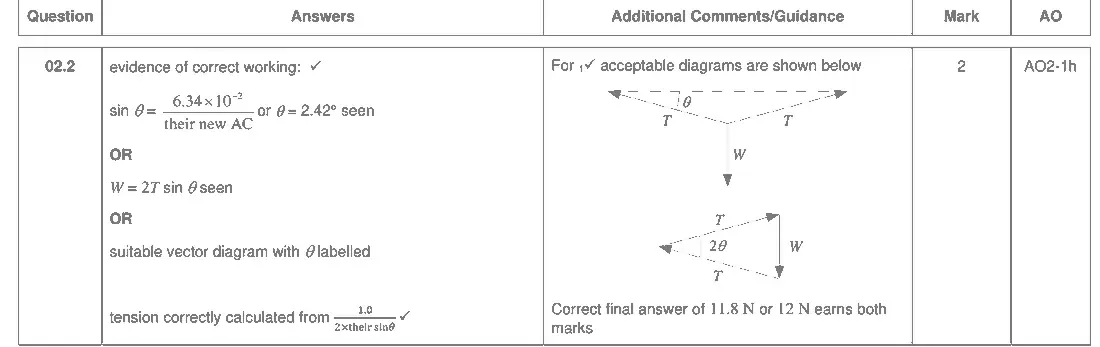 Question Answers Additional Comments/Guidance Mark AO
02.2 evidence of correct working: ✓ For ₁✓ acceptable diagrams are shown below 2 AO2-1h
sin θ = 6.34×10⁻² / their new AC or θ = 2.42° seen
θ
T T
OR
W
W = 2T sin θ seen
OR
T
suitable vector diagram with θ labelled
2θ W
T
tension correctly calculated from 1.0 / 2×their sinθ ✓
Correct final answer of 11.8 N or 12 N earns both
marks